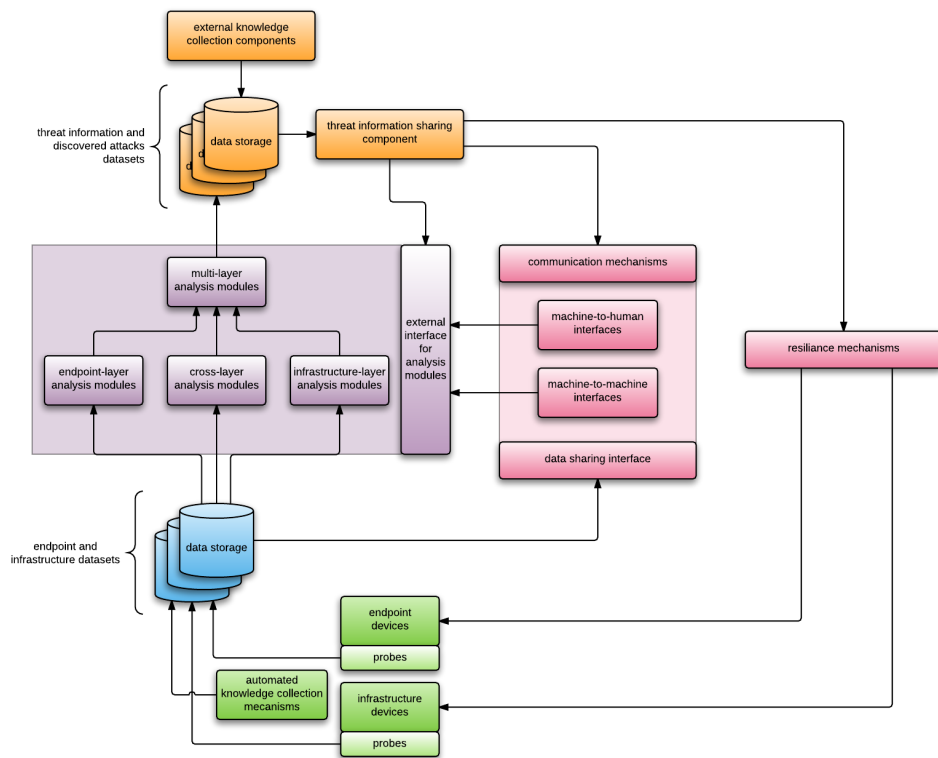 external knowledge
collection components
threat information and
discovered attacks
datasets
data storage
d
d
threat information sharing
component
multi-layer
analysis modules
endpoint-layer
analysis modules
cross-layer
analysis modules
infrastructure-layer
analysis modules
external
interface
for
analysis
modules
communication mechanisms
machine-to-human
interfaces
machine-to-machine
interfaces
data sharing interface
resiliance mechanisms
endpoint and
infrastructure datasets
data storage
endpoint
devices
probes
automated
knowledge collection
mecanisms
infrastructure
devices
probes